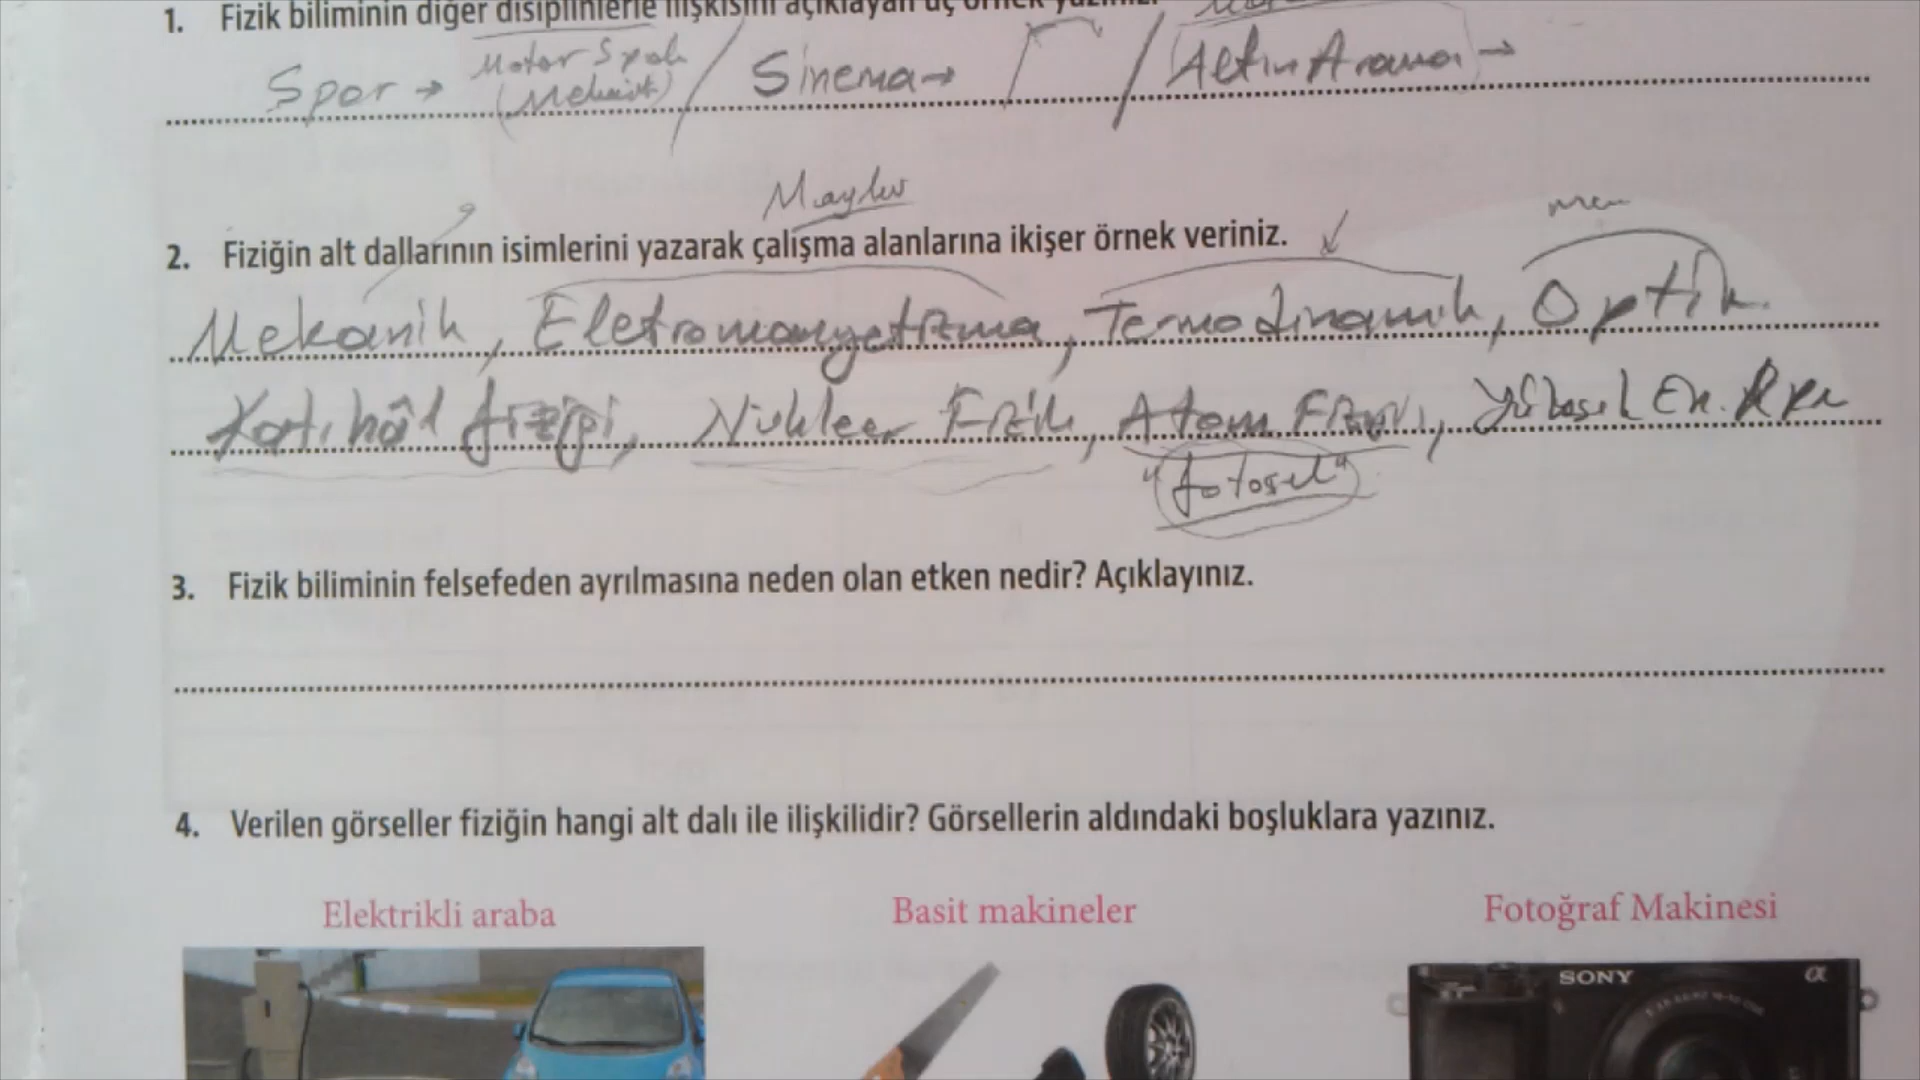 1. Fizik biliminin diğer disiplinlerle ilişkisini açıklayan üç örnek yazınız.
Spor → Motor / Sinema → / Altın Arama →
Maylar
2. Fiziğin alt dallarının isimlerini yazarak çalışma alanlarına ikişer örnek veriniz.
Mekanik, Eletromanyetizma, Termodinamik, Optik.
Katıhâl fiziği, Nükleer Fizik, Atom Fiziği, Yüksek En.
"fotosel"
3. Fizik biliminin felsefeden ayrılmasına neden olan etken nedir? Açıklayınız.
4. Verilen görseller fiziğin hangi alt dalı ile ilişkilidir? Görsellerin aldındaki boşluklara yazınız.
Elektrikli araba Basit makineler Fotoğraf Makinesi
SONY α